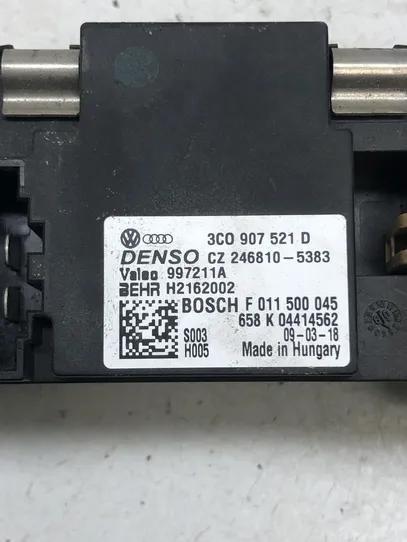 3C0 907 521 D
DENSO CZ 246810-5383
Valeo 997211A
BEHR H2162002
BOSCH F 011 500 045
658 K 04414562
S003 09-03-18
H005 Made in Hungary